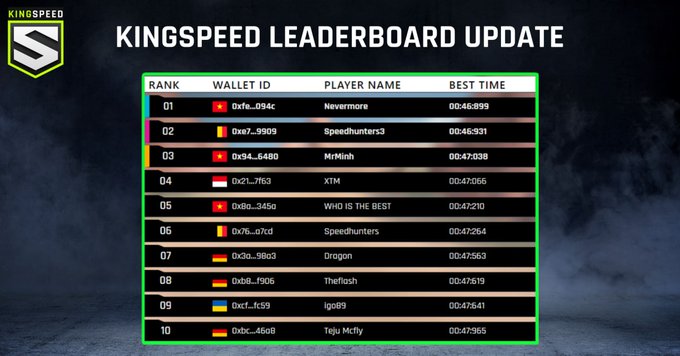 KINGSPEED
S
KINGSPEED LEADERBOARD UPDATE
RANK WALLET ID PLAYER NAME BEST TIME
01 0xfe...094c Nevermore 00:46:899
02 0xe7...9909 Speedhunters3 00:46:931
03 0x94...6480 MrMinh 00:47:038
04 0x21...7f63 XTM 00:47:066
05 0x8a...345a WHO IS THE BEST 00:47:210
06 0x76...a7cd Speedhunters 00:47:264
07 0x3a...98a3 Dragon 00:47:563
08 0xb8...f906 Theflash 00:47:619
09 0xcf...fc59 igo89 00:47:641
10 0xbc...46a8 Teju Mcfly 00:47:965